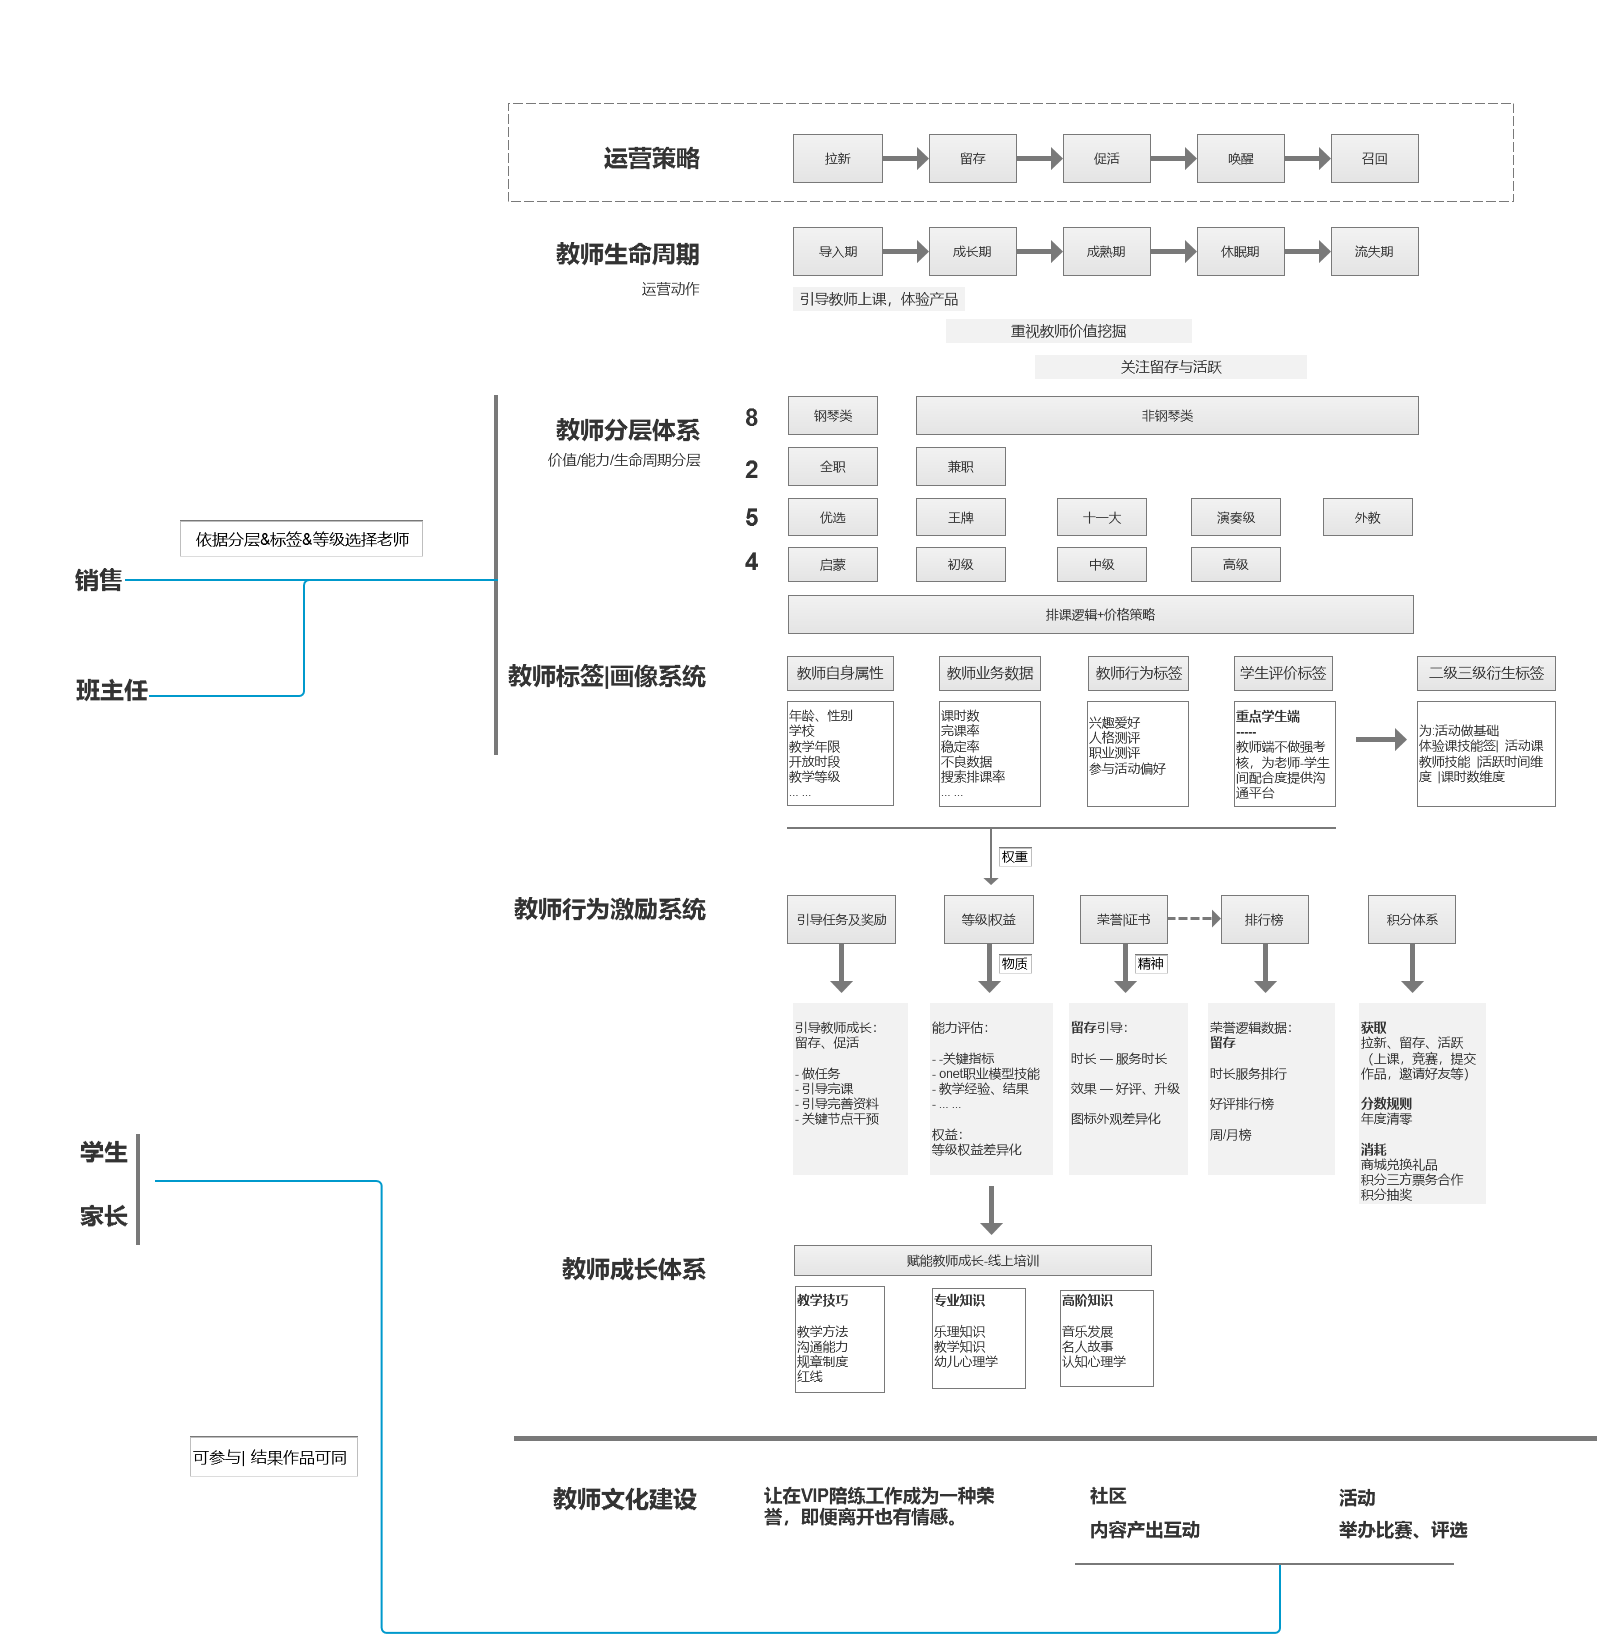 运营策略
拉新
留存
促活
唤醒
召回
教师生命周期
运营动作
导入期
成长期
成熟期
休眠期
流失期
引导教师上课，体验产品
重视教师价值挖掘
关注留存与活跃
教师分层体系
价值/能力/生命周期分层
8
钢琴类
非钢琴类
2
全职
兼职
5
优选
王牌
十一大
演奏级
外教
4
启蒙
初级
中级
高级
排课逻辑+价格策略
依据分层&标签&等级选择老师
销售
班主任
教师标签|画像系统
教师自身属性
年龄、性别
学校
教学年限
开放时段
教学等级
... ...
教师业务数据
课时数
完课率
稳定率
不良数据
搜索排课率
... ...
教师行为标签
兴趣爱好
人格测评
职业测评
参与活动偏好
学生评价标签
重点学生端
-----
教师端不做强考
核，为老师-学生
间配合度提供沟
通平台
二级三级衍生标签
为:活动做基础
体验课技能签| 活动课
教师技能 |活跃时间维
度 |课时数维度
权重
教师行为激励系统
引导任务及奖励
等级|权益
荣誉|证书
排行榜
积分体系
物质
精神
引导教师成长：
留存、促活
- 做任务
- 引导完课
- 引导完善资料
- 关键节点干预
能力评估：
- -关键指标
- onet职业模型技能
- 教学经验、结果
- ... ...
权益：
等级权益差异化
留存引导：
时长 — 服务时长
效果 — 好评、升级
图标外观差异化
荣誉逻辑数据：
留存
时长服务排行
好评排行榜
周/月榜
获取
拉新、留存、活跃
（上课，竞赛，提交
作品，邀请好友等）
分数规则
年度清零
消耗
商城兑换礼品
积分三方票务合作
积分抽奖
学生
家长
教师成长体系
赋能教师成长-线上培训
教学技巧
教学方法
沟通能力
规章制度
红线
专业知识
乐理知识
教学知识
幼儿心理学
高阶知识
音乐发展
名人故事
认知心理学
可参与| 结果作品可同
教师文化建设
让在VIP陪练工作成为一种荣
誉，即便离开也有情感。
社区
内容产出互动
活动
举办比赛、评选